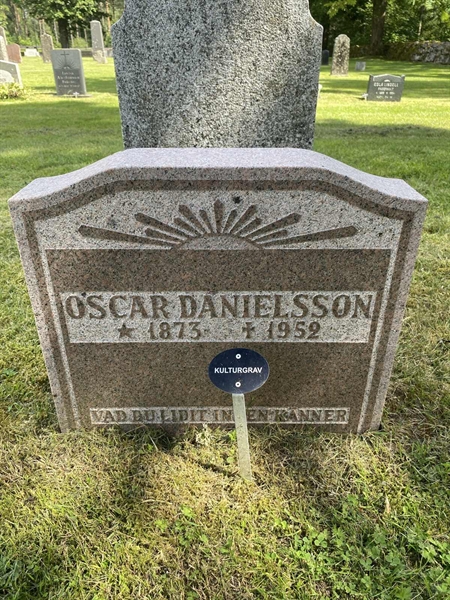 OSCAR DANIELSSON
★ 1873 - ✝ 1952
KULTURGRAV
VAD DU LIDIT INGEN KÄNNER